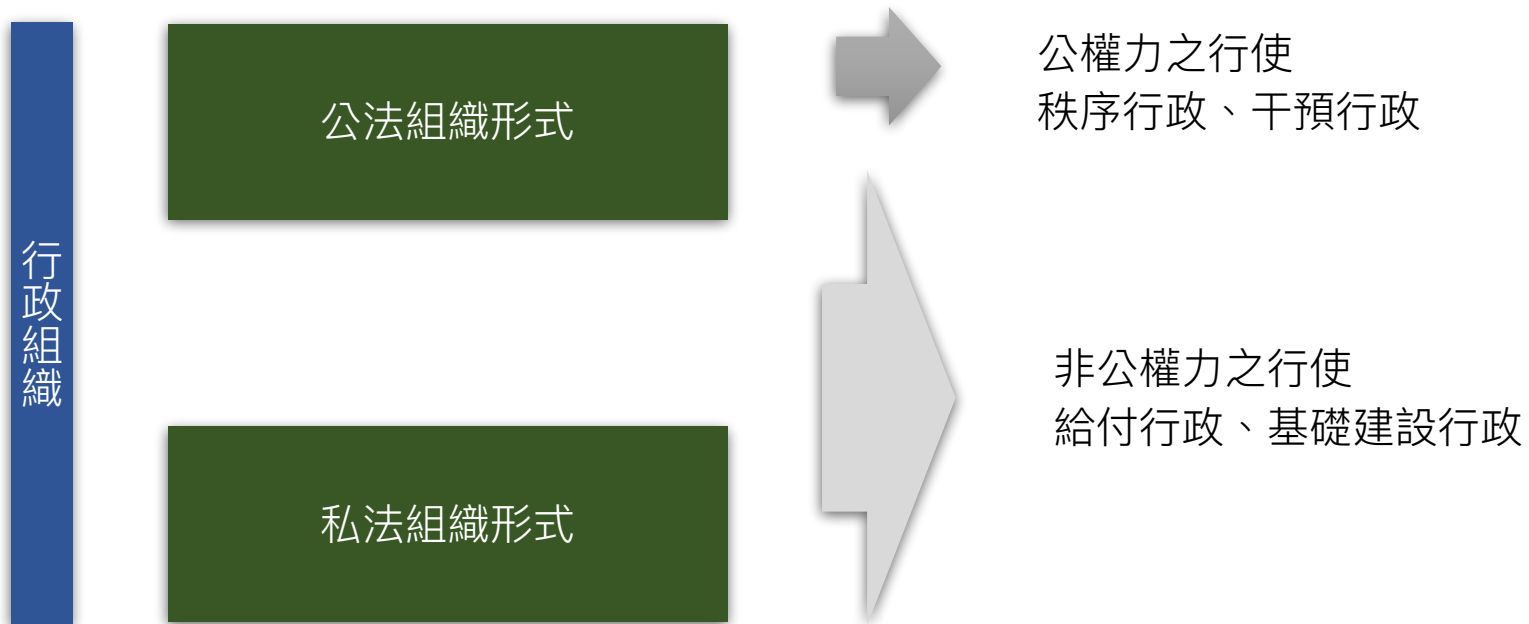 行政組織
公法組織形式
公權力之行使
秩序行政、干預行政
非公權力之行使
給付行政、基礎建設行政
私法組織形式